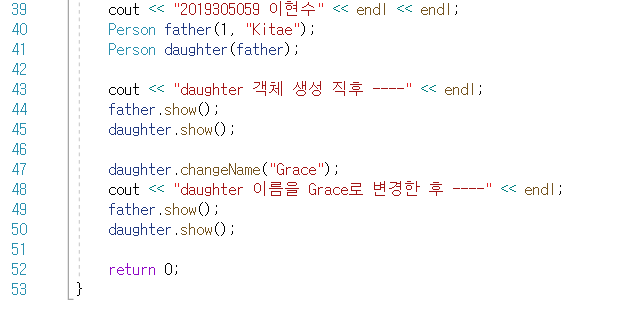 39 cout << "2019305059 이현수" << endl << endl;
40 Person father(1, "Kitae");
41 Person daughter(father);
42
43 cout << "daughter 객체 생성 직후 ----" << endl;
44 father.show();
45 daughter.show();
46
47 daughter.changeName("Grace");
48 cout << "daughter 이름을 Grace로 변경한 후 ----" << endl;
49 father.show();
50 daughter.show();
51
52 return 0;
53 }